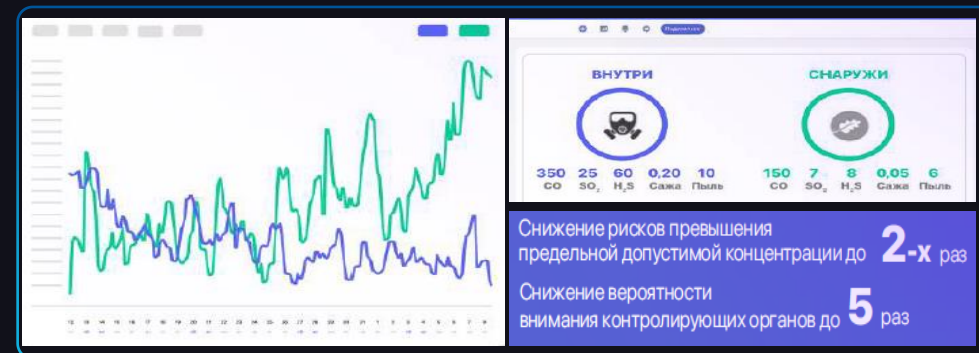 ВНУТРИ
СНАРУЖИ
350 25 60 0,20 10
CO SO₂ H₂S Сажа Пыль
150 7 8 0,05 6
CO SO₂ H₂S Сажа Пыль
Снижение рисков превышения
предельной допустимой концентрации до 2-х раз
Снижение вероятности
внимания контролирующих органов до 5 раз